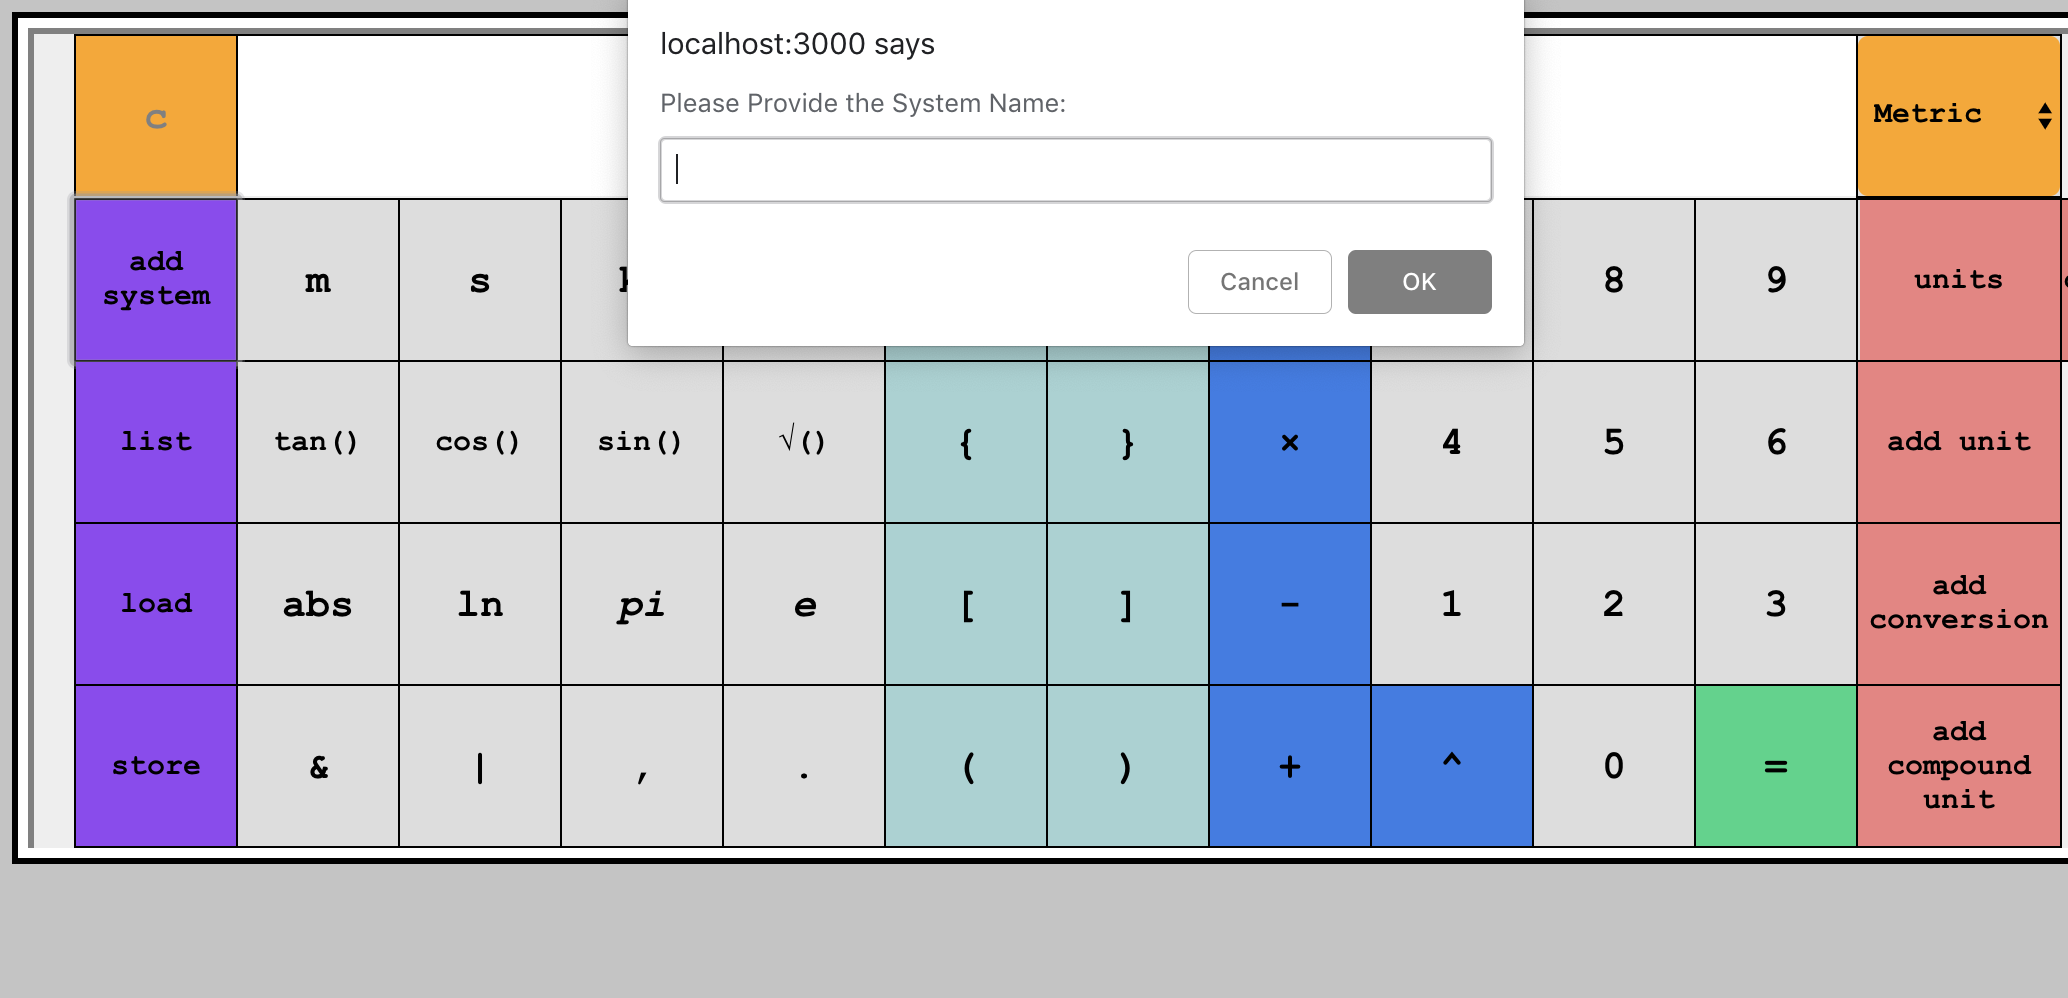 localhost:3000 says
Please Provide the System Name:
Cancel
OK
c
Metric
add
system
m
s
8
9
units
list
tan()
cos()
sin()
√()
{
}
×
4
5
6
add unit
load
abs
ln
pi
e
[
]
-
1
2
3
add
conversion
store
&
|
,
.
(
)
+
^
0
=
add
compound
unit